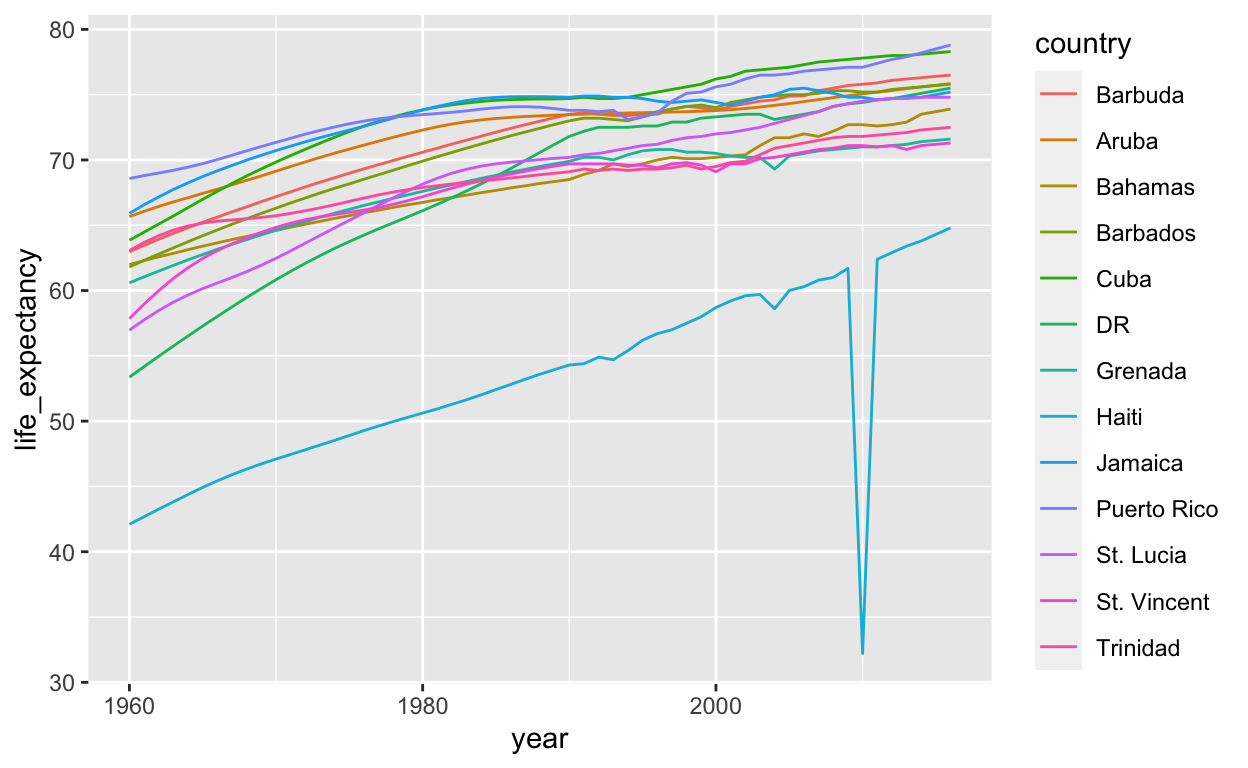 80
70
60
50
40
30
life_expectancy
1960
1980
2000
year
country
Barbuda
Aruba
Bahamas
Barbados
Cuba
DR
Grenada
Haiti
Jamaica
Puerto Rico
St. Lucia
St. Vincent
Trinidad